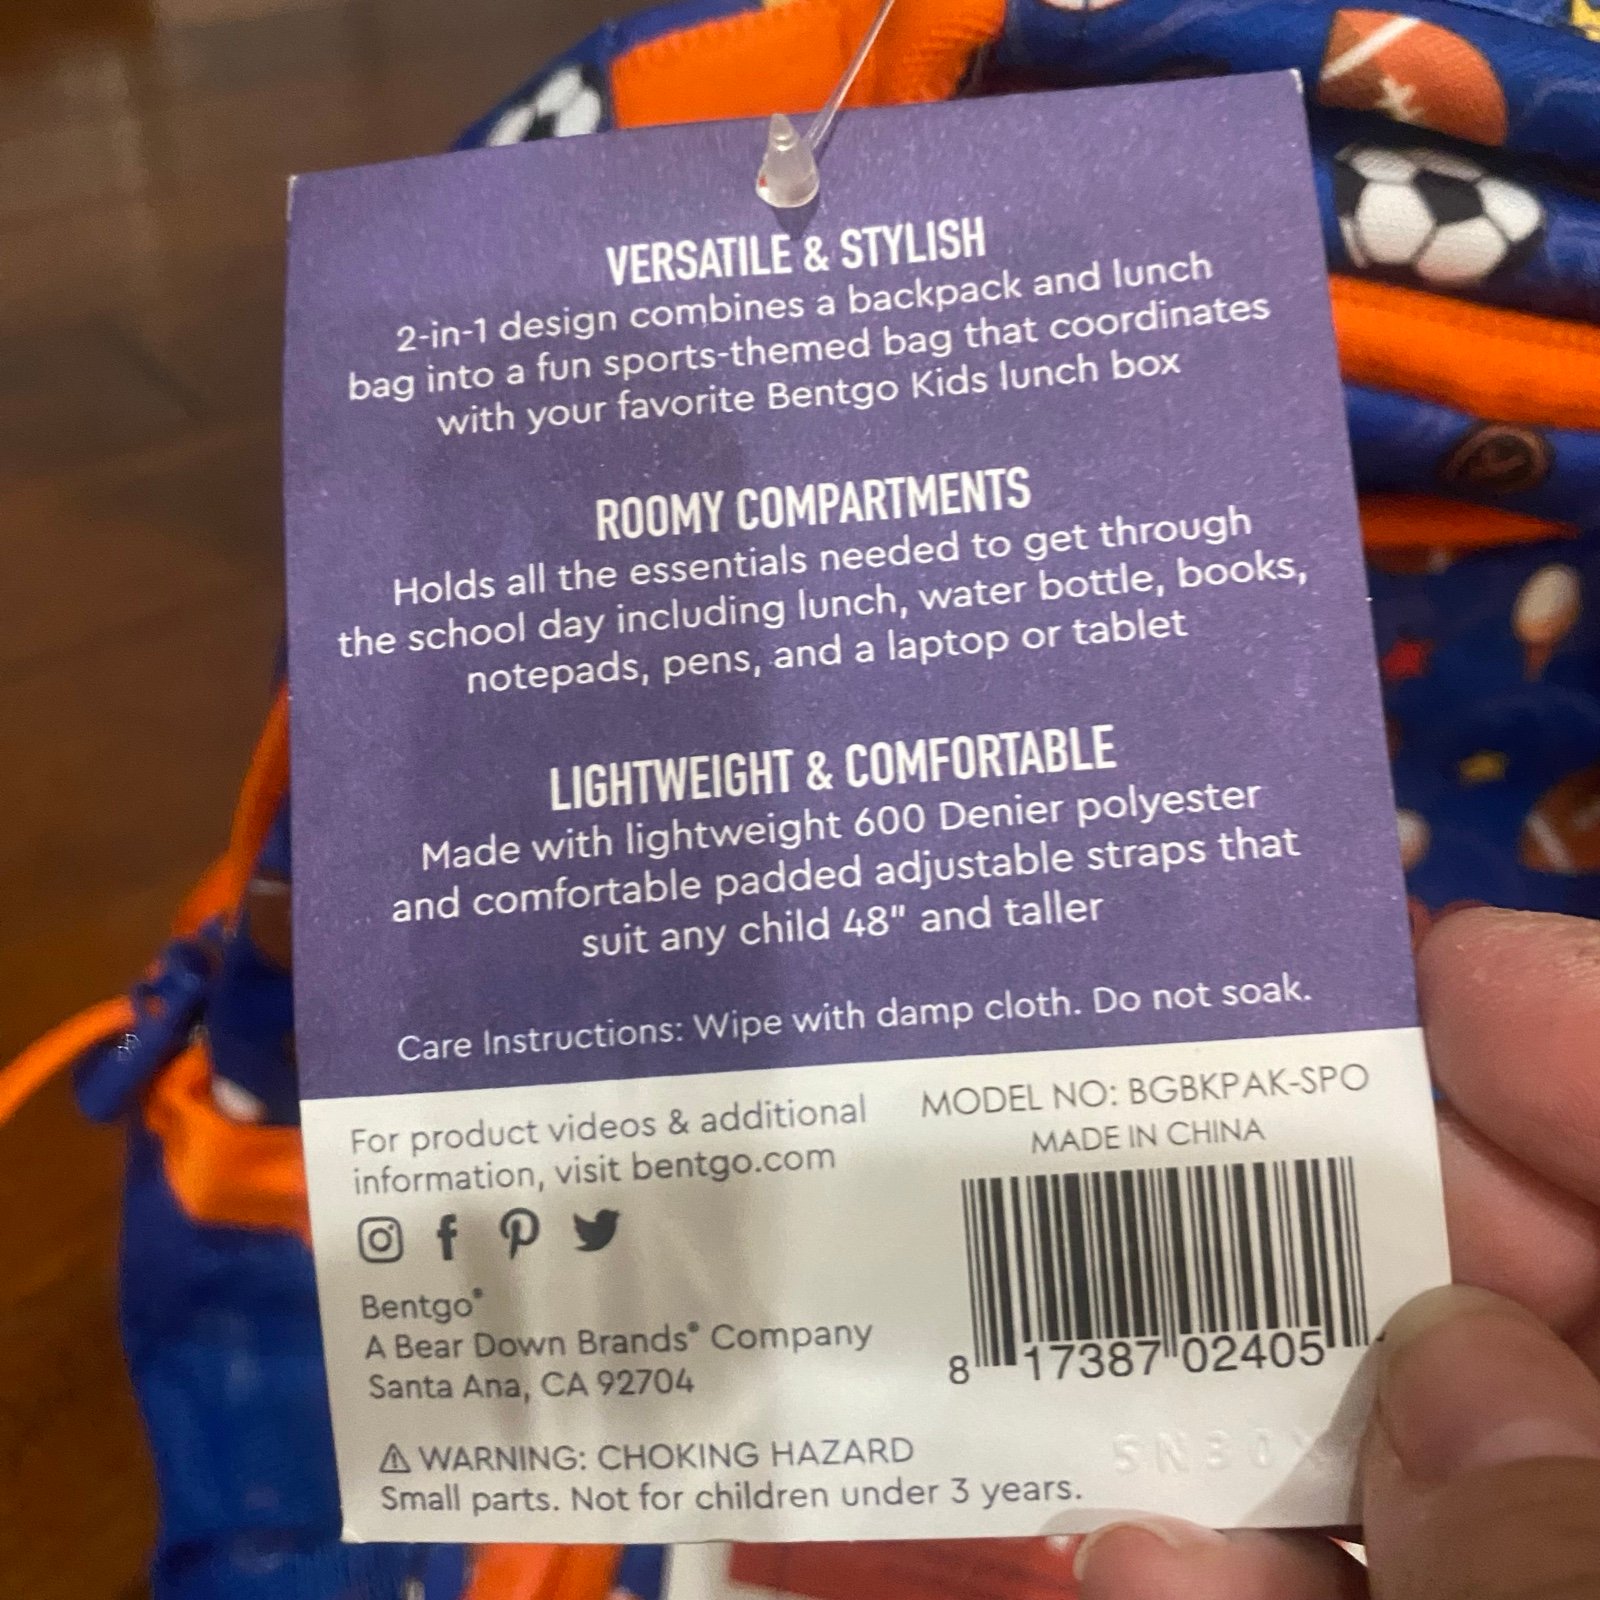 VERSATILE & STYLISH
2-in-1 design combines a backpack and lunch
bag into a fun sports-themed bag that coordinates
with your favorite Bentgo Kids lunch box
ROOMY COMPARTMENTS
Holds all the essentials needed to get through
the school day including lunch, water bottle, books,
notepads, pens, and a laptop or tablet
LIGHTWEIGHT & COMFORTABLE
Made with lightweight 600 Denier polyester
and comfortable padded adjustable straps that
suit any child 48" and taller
Care Instructions: Wipe with damp cloth. Do not soak.
For product videos & additional
information, visit bentgo.com
Bentgo®
A Bear Down Brands® Company
Santa Ana, CA 92704
⚠ WARNING: CHOKING HAZARD
Small parts. Not for children under 3 years.
MODEL NO: BGBKPAK-SPO
MADE IN CHINA
8 17387 02405